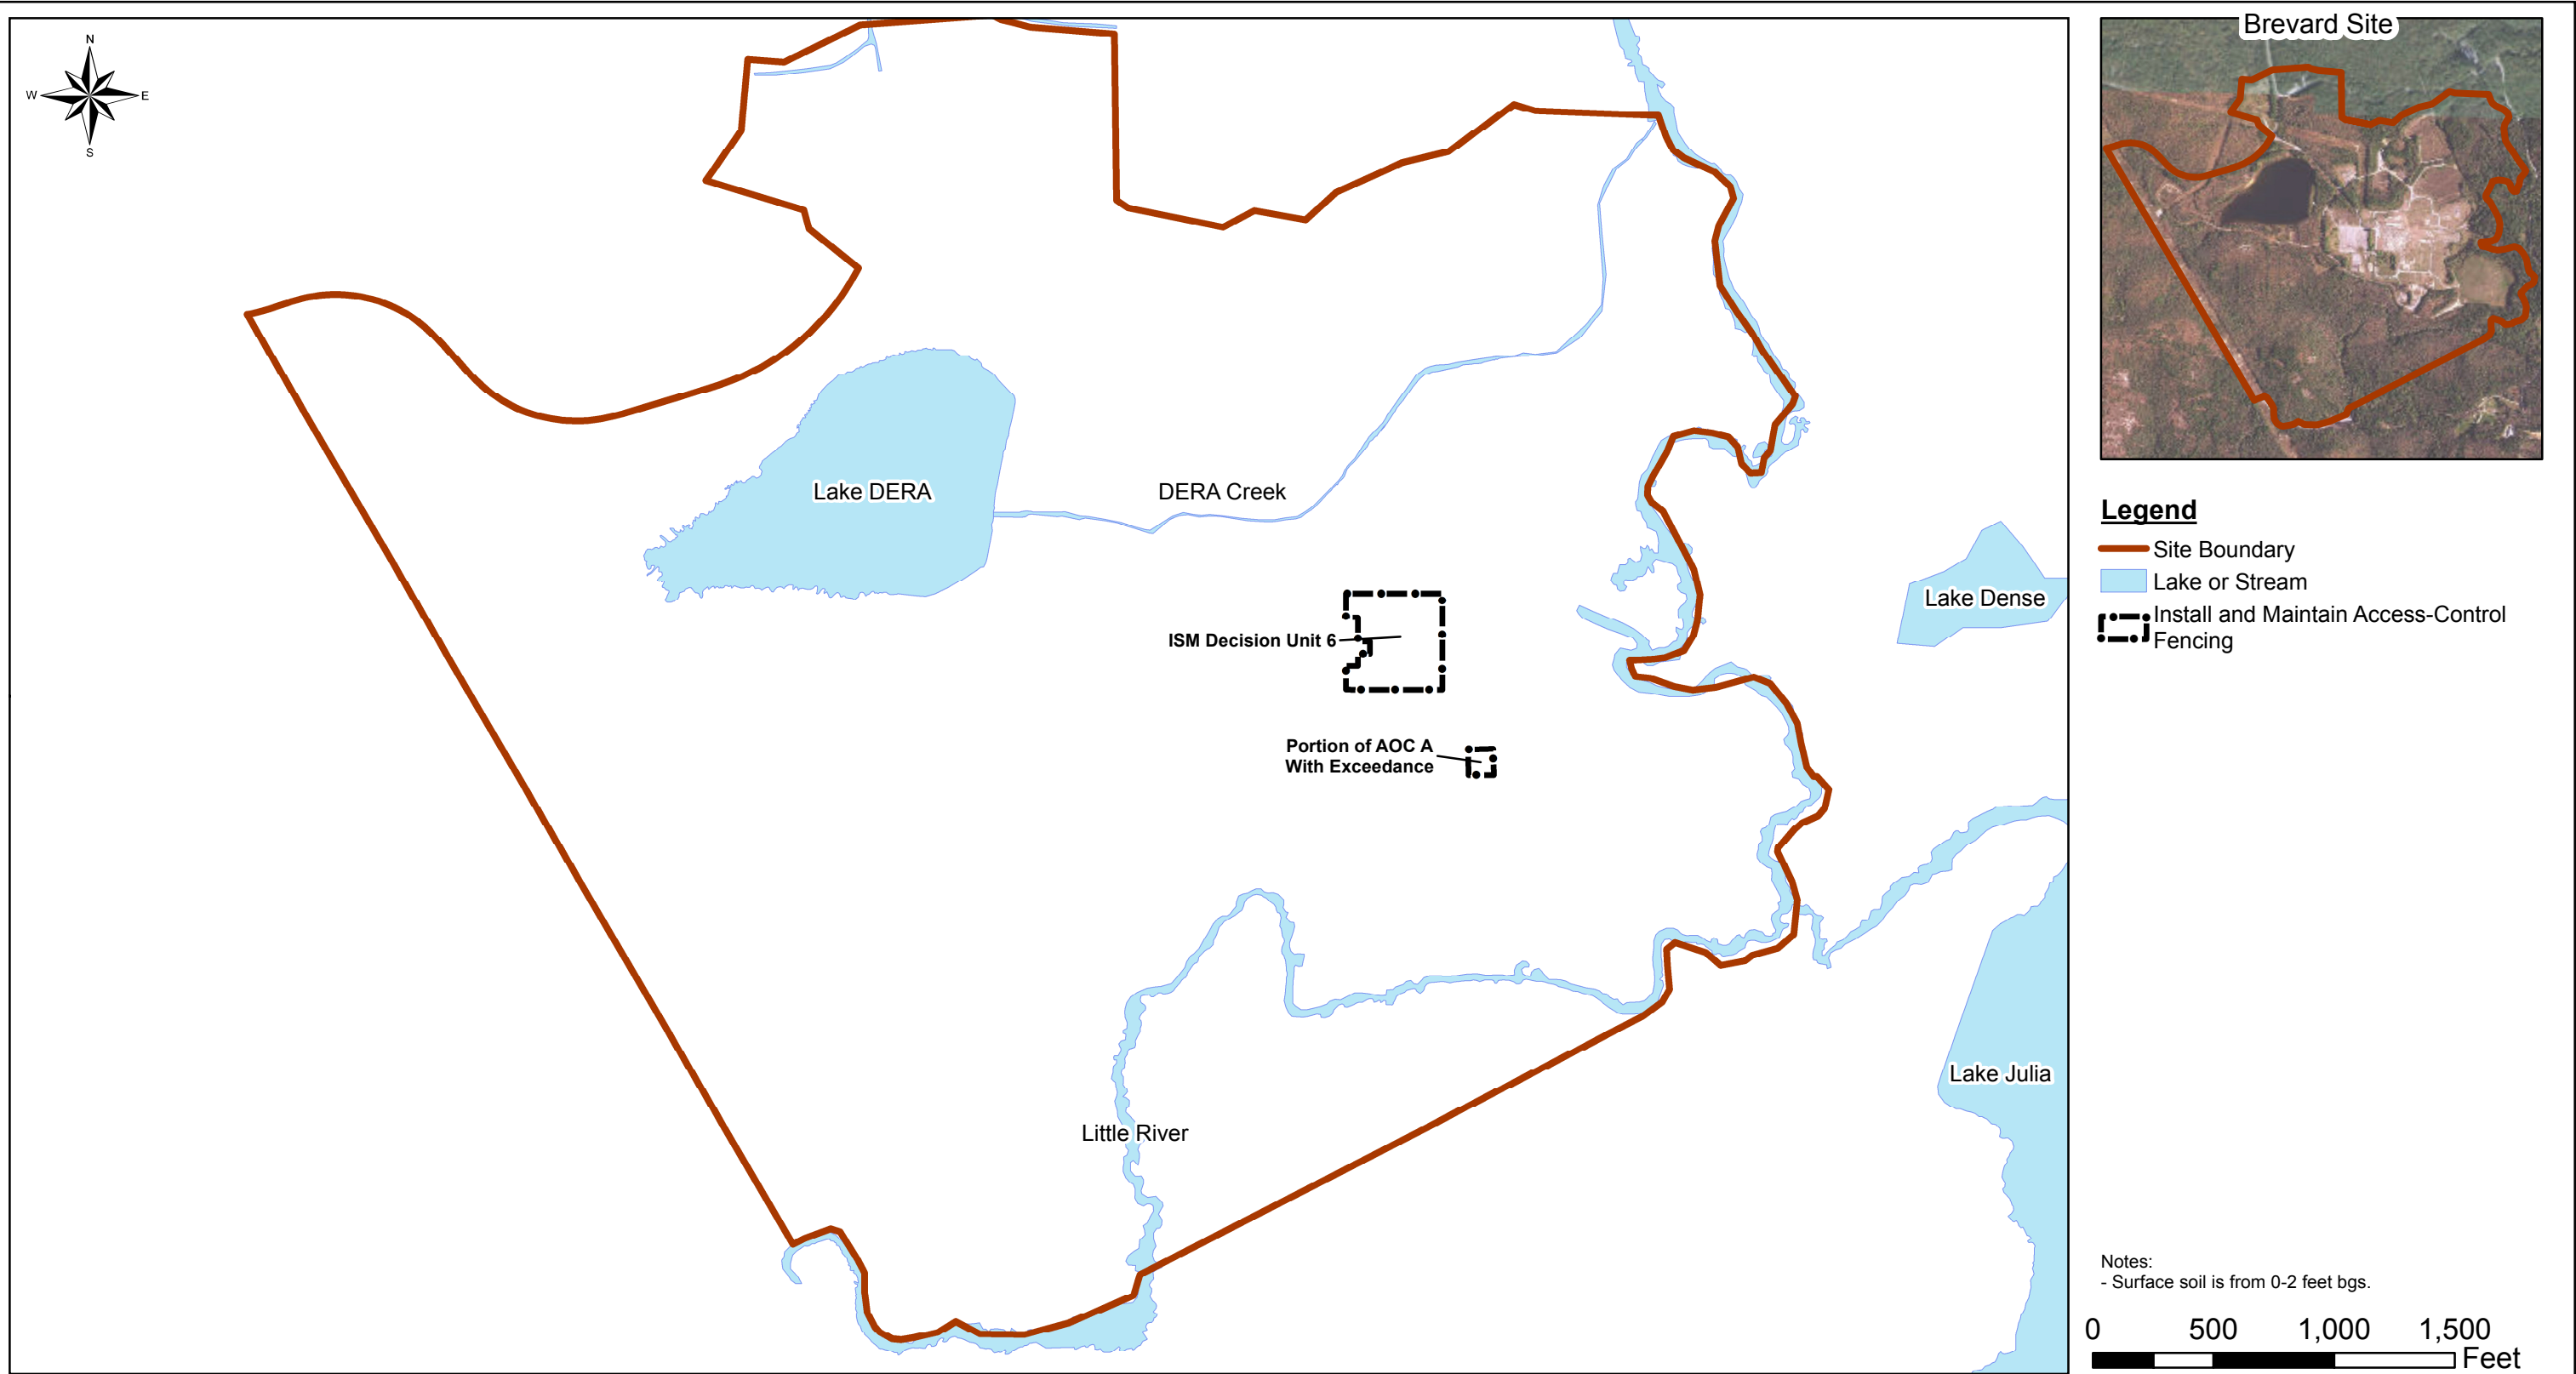 N
W
E
S
Lake DERA
DERA Creek
ISM Decision Unit 6
Portion of AOC A
With Exceedance
Little River
Lake Dense
Lake Julia
Brevard Site
Legend
Site Boundary
Lake or Stream
Install and Maintain Access-Control
Fencing
Notes:
- Surface soil is from 0-2 feet bgs.
0 500 1,000 1,500
Feet